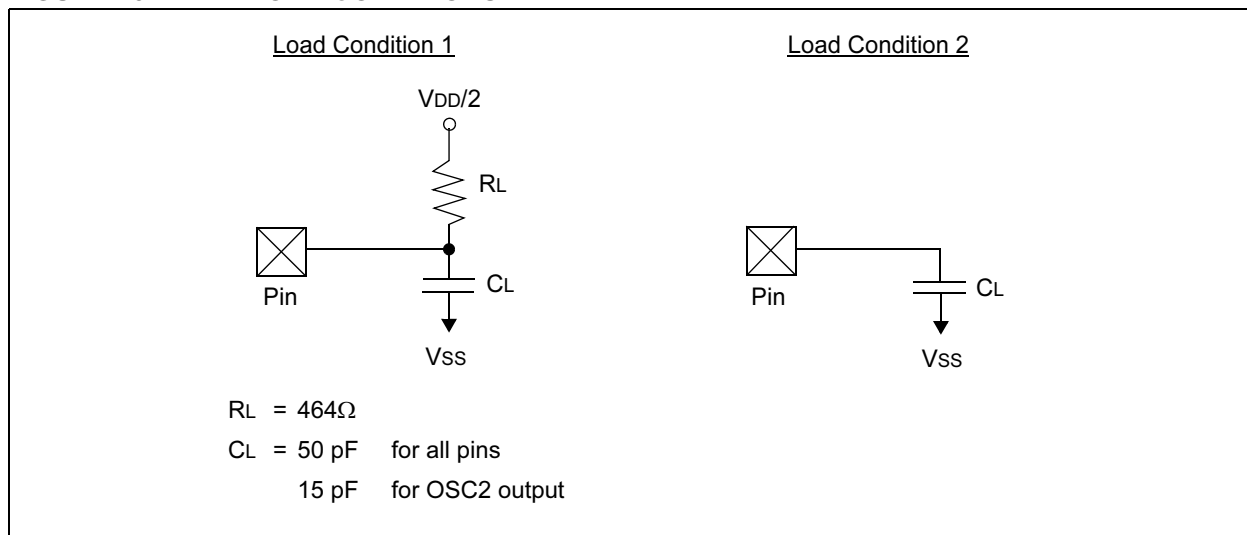 Load Condition 1
Load Condition 2
VDD/2
RL
Pin
CL
VSS
Pin
CL
VSS
RL = 464Ω
CL = 50 pF for all pins
15 pF for OSC2 output